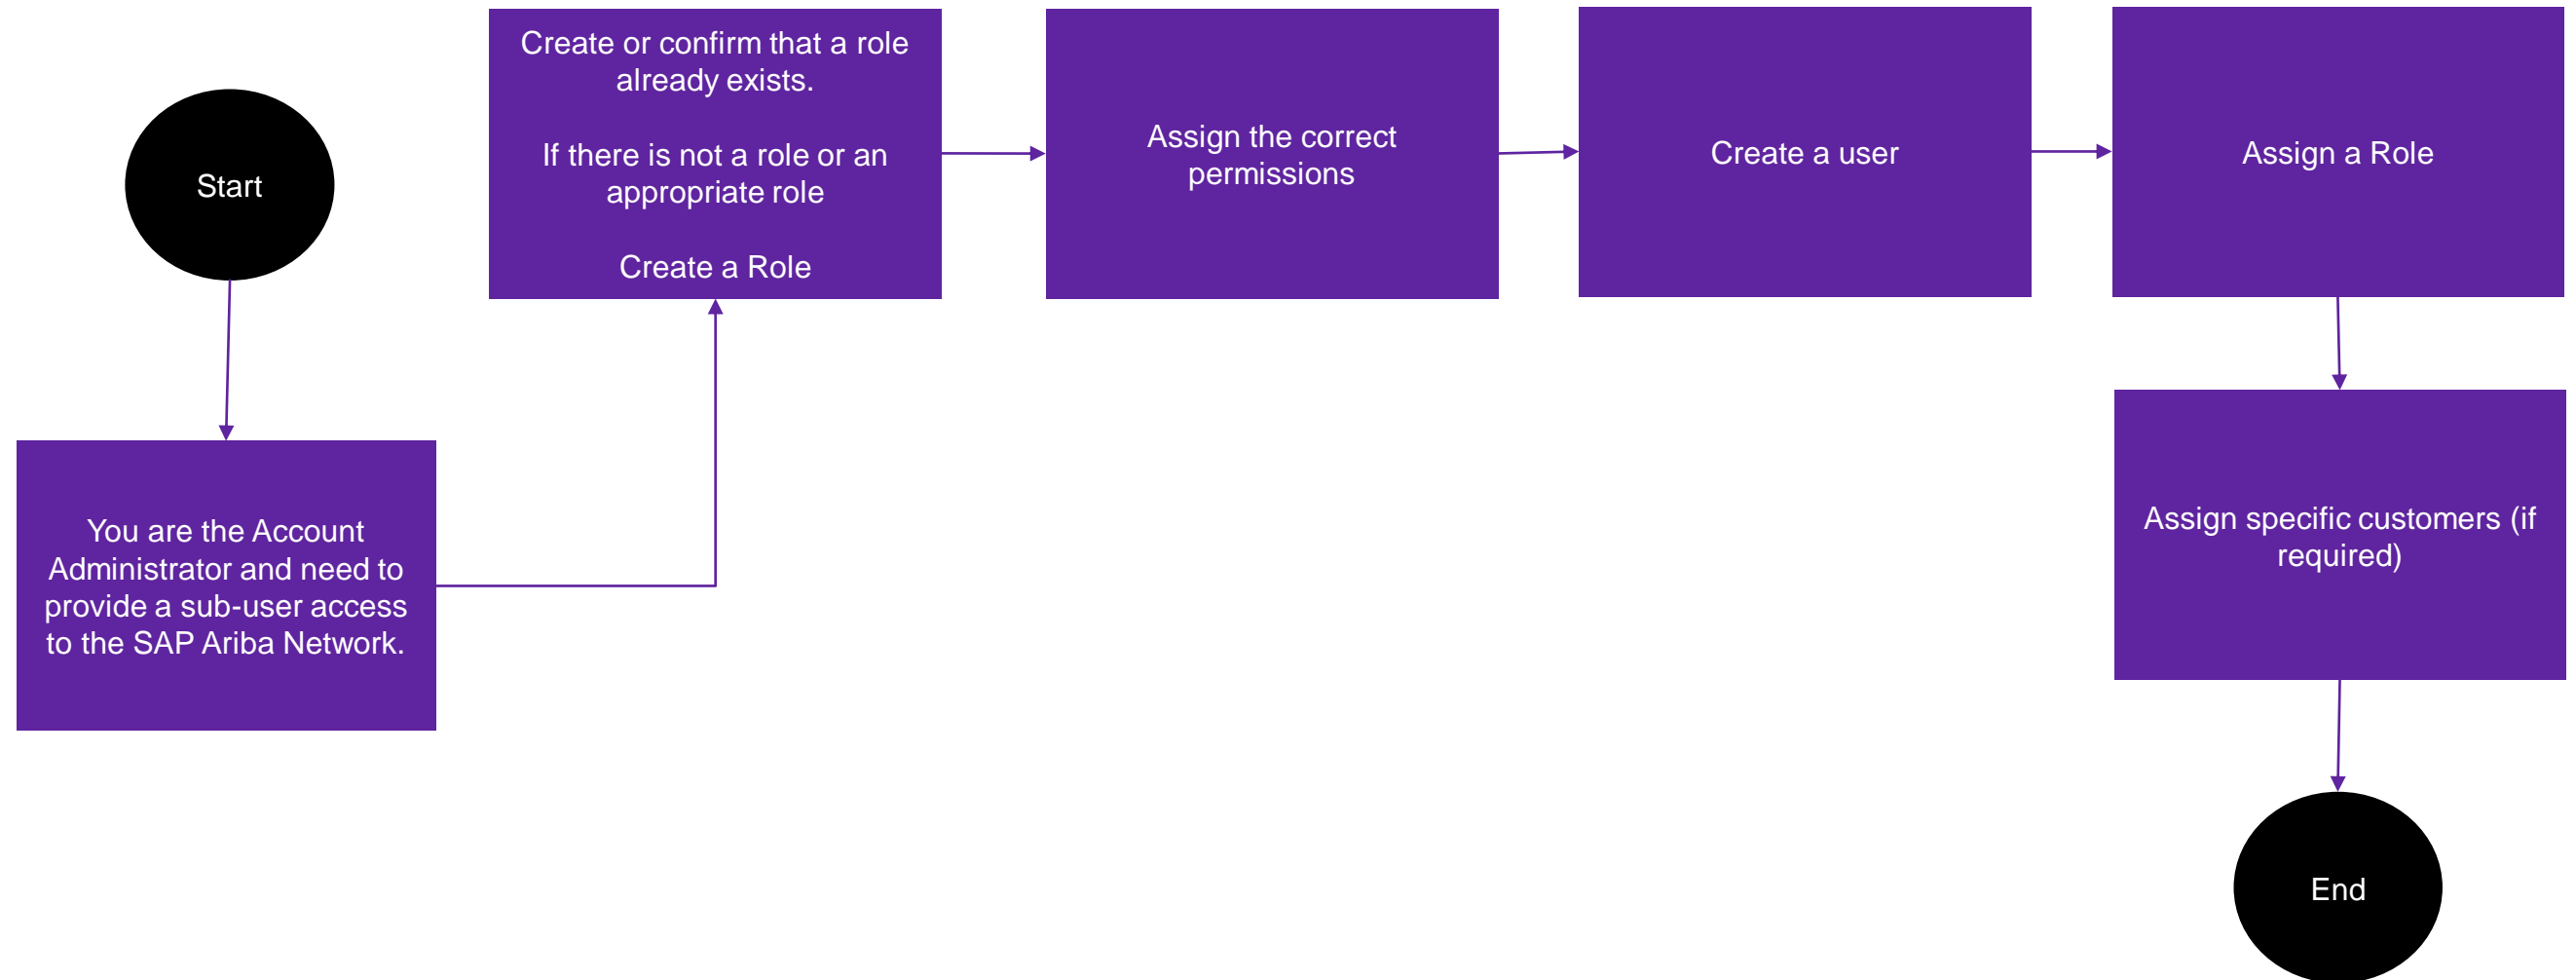 Start
You are the Account
Administrator and need to
provide a sub-user access
to the SAP Ariba Network.
Create or confirm that a role
already exists.
If there is not a role or an
appropriate role
Create a Role
Assign the correct
permissions
Create a user
Assign a Role
Assign specific customers (if
required)
End